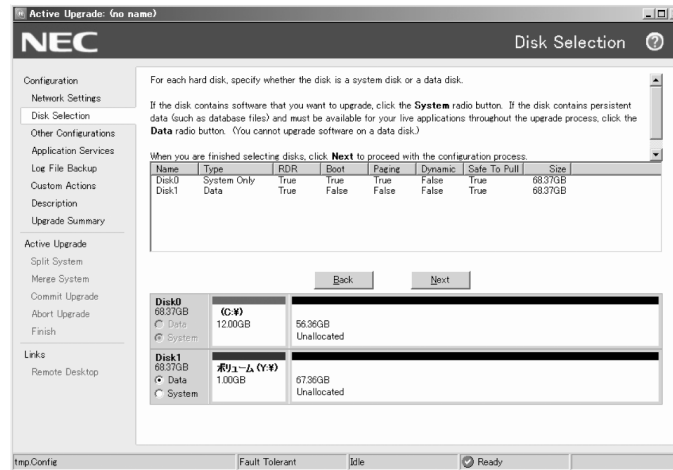 Active Upgrade: (no name)
NEC
Disk Selection
Configuration
Network Settings
Disk Selection
Other Configurations
Application Services
Log File Backup
Custom Actions
Description
Upgrade Summary
Active Upgrade
Split System
Merge System
Commit Upgrade
Abort Upgrade
Finish
Links
Remote Desktop
For each hard disk, specify whether the disk is a system disk or a data disk.
If the disk contains software that you want to upgrade, click the System radio button. If the disk contains persistent
data (such as database files) and must be available for your live applications throughout the upgrade process, click the
Data radio button. (You cannot upgrade software on a data disk.)
When you are finished selecting disks, click Next to proceed with the configuration process.
Name Type RDR Boot Paging Dynamic Safe To Pull Size
Disk0 System Only True True True False True 68.37GB
Disk1 Data True False False False True 68.37GB
Back Next
Disk0
68.37GB
Data
System
(C:¥)
12.00GB
56.36GB
Unallocated
Disk1
68.37GB
Data
System
ボリューム (Y:¥)
1.00GB
67.36GB
Unallocated
tmp.Config Fault Tolerant Idle Ready